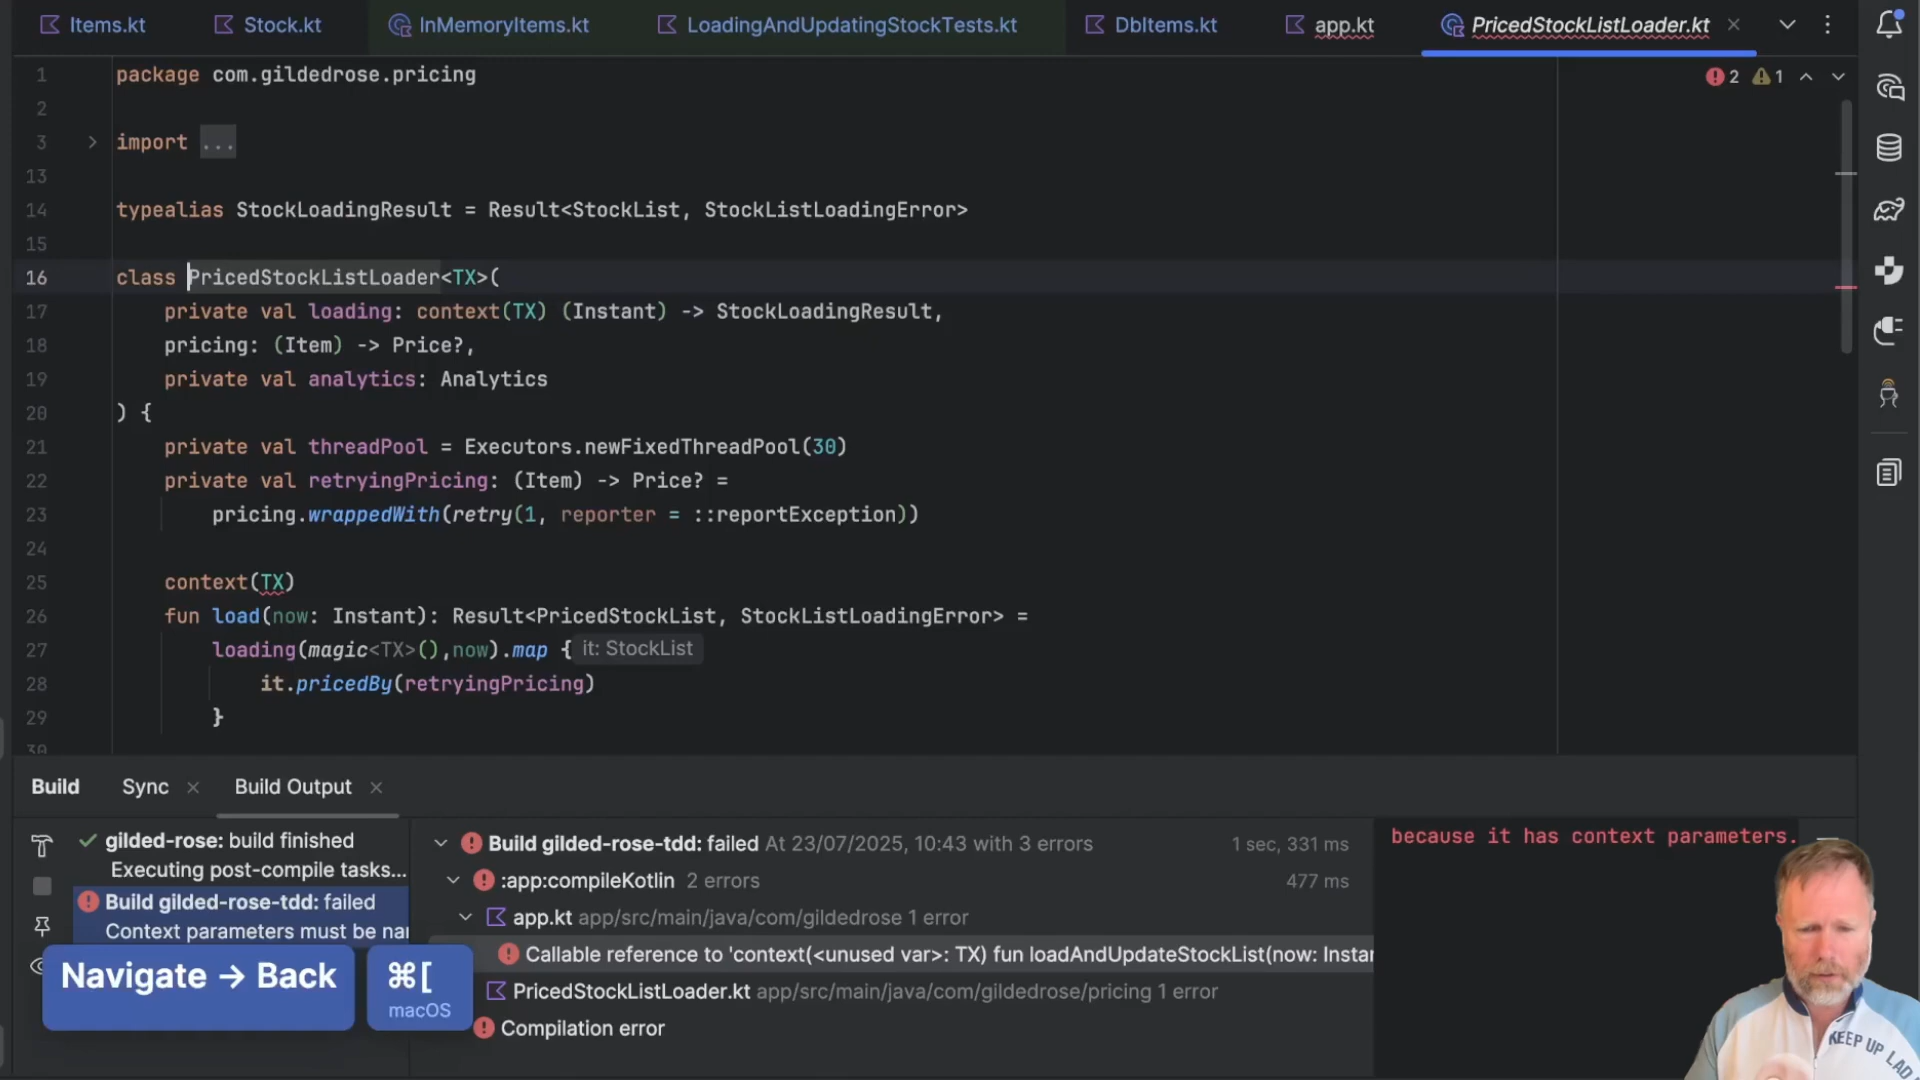 Items.kt
Stock.kt
InMemoryItems.kt
LoadingAndUpdatingStockTests.kt
DbItems.kt
app.kt
PricedStockListLoader.kt
1 package com.gildedrose.pricing
2 1
2
3 import ...
13
14 typealias StockLoadingResult = Result<StockList, StockListLoadingError>
15
16 class PricedStockListLoader<TX>(
17 private val loading: context(TX) (Instant) -> StockLoadingResult,
18 pricing: (Item) -> Price?,
19 private val analytics: Analytics
20 ) {
21 private val threadPool = Executors.newFixedThreadPool(30)
22 private val retryingPricing: (Item) -> Price? =
23 pricing.wrappedWith(retry(1, reporter = ::reportException))
24
25 context(TX)
26 fun load(now: Instant): Result<PricedStockList, StockListLoadingError> =
27 loading(magic<TX>(),now).map { it: StockList
28 it.pricedBy(retryingPricing)
29 }
30
Build Sync Build Output
gilded-rose: build finished
Executing post-compile tasks...
Build gilded-rose-tdd: failed
Context parameters must be nar
Build gilded-rose-tdd: failed At 23/07/2025, 10:43 with 3 errors 1 sec, 331 ms
:app:compileKotlin 2 errors 477 ms
app.kt app/src/main/java/com/gildedrose 1 error
Callable reference to 'context(<unused var>: TX) fun loadAndUpdateStockList(now: Instar
PricedStockListLoader.kt app/src/main/java/com/gildedrose/pricing 1 error
Compilation error
because it has context parameters.
Navigate → Back
⌘[
macOS
KEEP UP LAD